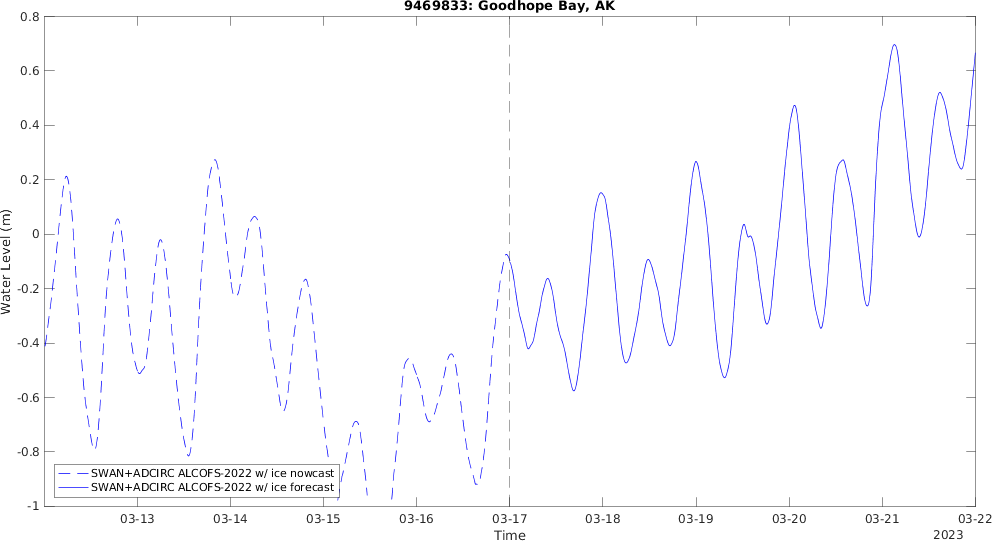 9469833: Goodhope Bay, AK
0.8
0.6
0.4
0.2
0
-0.2
-0.4
-0.6
-0.8
-1
Water Level (m)
SWAN+ADCIRC ALCOFS-2022 w/ ice nowcast
SWAN+ADCIRC ALCOFS-2022 w/ ice forecast
03-13 03-14 03-15 03-16 03-17 03-18 03-19 03-20 03-21 03-22
Time
2023